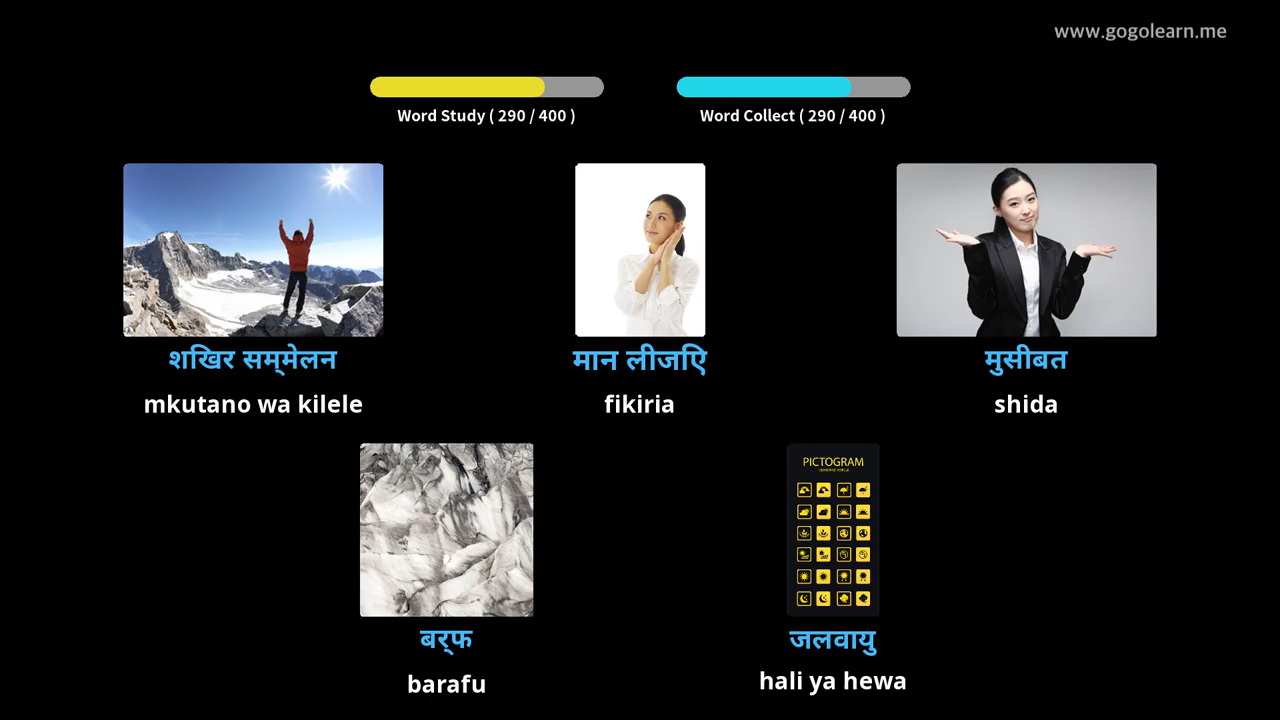 www.gogolearn.me
Word Study ( 290 / 400 )
Word Collect ( 290 / 400 )
शखिर सम्मेलन
mkutano wa kilele
मान लीजएि
fikiria
मुसीबत
shida
PICTOGRAM
बर्फ
barafu
जलवायु
hali ya hewa